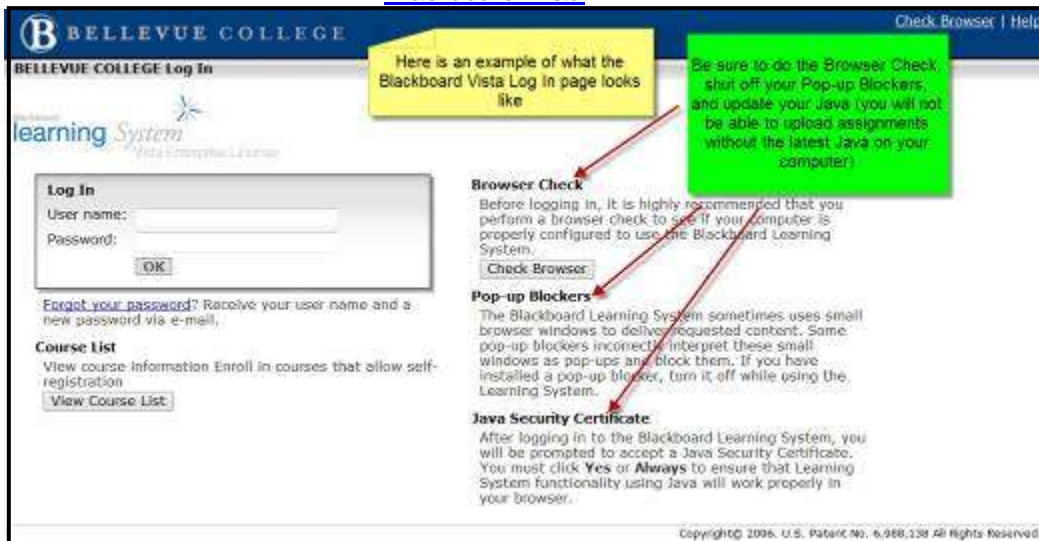 BELLEVUE COLLEGE
Check Browser | Help
BELLEVUE COLLEGE Log In
Here is an example of what the
Blackboard Vista Log In page looks
like
Be sure to do the Browser Check,
shut off your Pop-up Blockers,
and update your Java (you will not
be able to upload assignments
without the latest Java on your
computer)
learning System
Vista Enterprise License
Log In
User name:
Password:
OK
Forgot your password? Receive your user name and a
new password via e-mail.
Course List
View course information Enroll in courses that allow self-
registration
View Course List
Browser Check
Before logging in, it is highly recommended that you
perform a browser check to see if your computer is
properly configured to use the Blackboard Learning
System.
Check Browser
Pop-up Blockers
The Blackboard Learning System sometimes uses small
browser windows to deliver requested content. Some
pop-up blockers incorrectly interpret these small
windows as pop-ups and block them. If you have
installed a pop-up blocker, turn it off while using the
Learning System.
Java Security Certificate
After logging in to the Blackboard Learning System, you
will be prompted to accept a Java Security Certificate.
You must click Yes or Always to ensure that Learning
System functionality using Java will work properly in
your browser.
Copyright© 2006. U.S. Patent No. 6,988,138 All Rights Reserved.